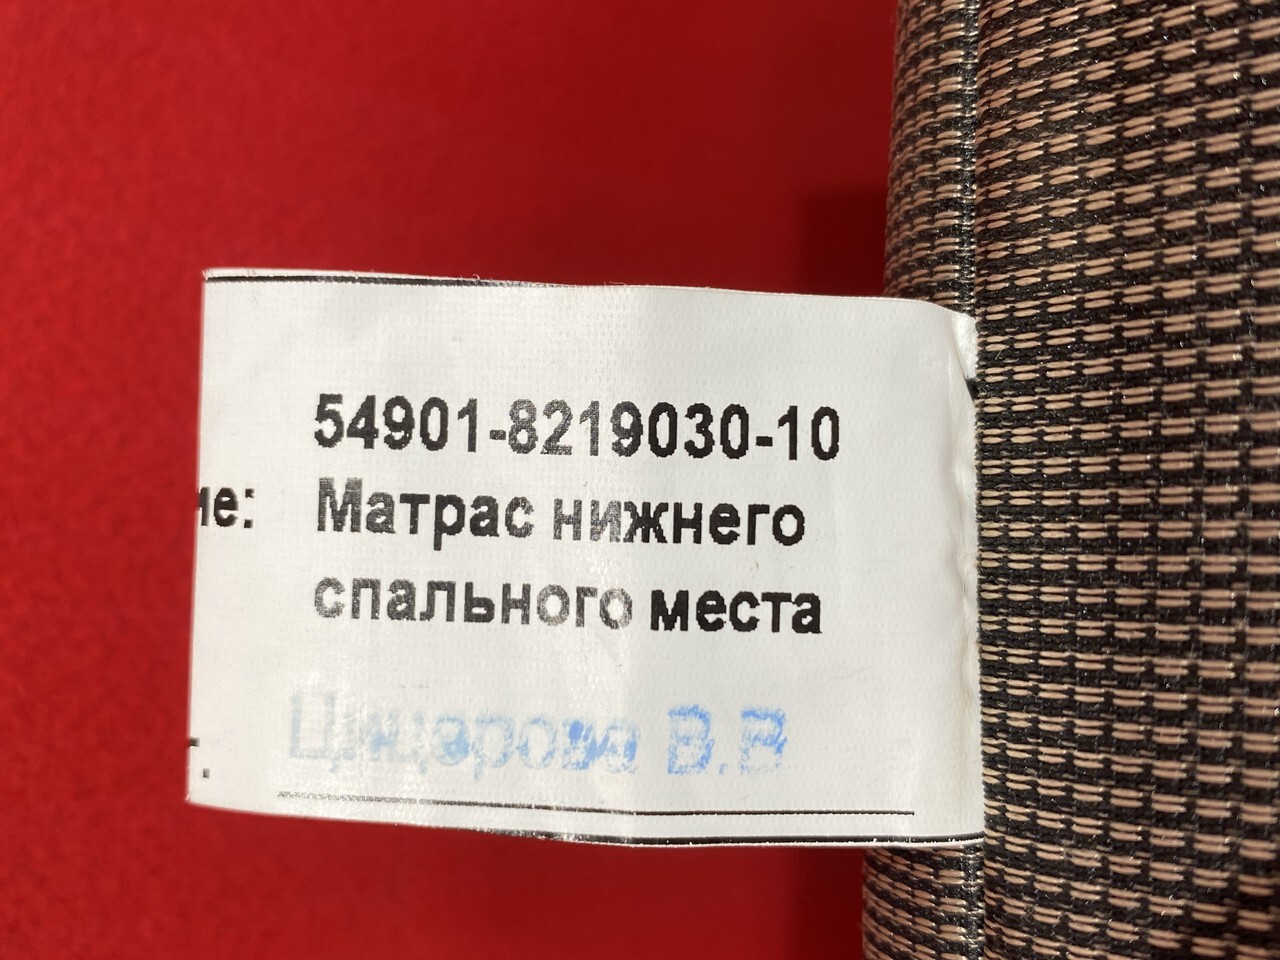 54901-8219030-10
ие: Матрас нижнего
спального места
В.В